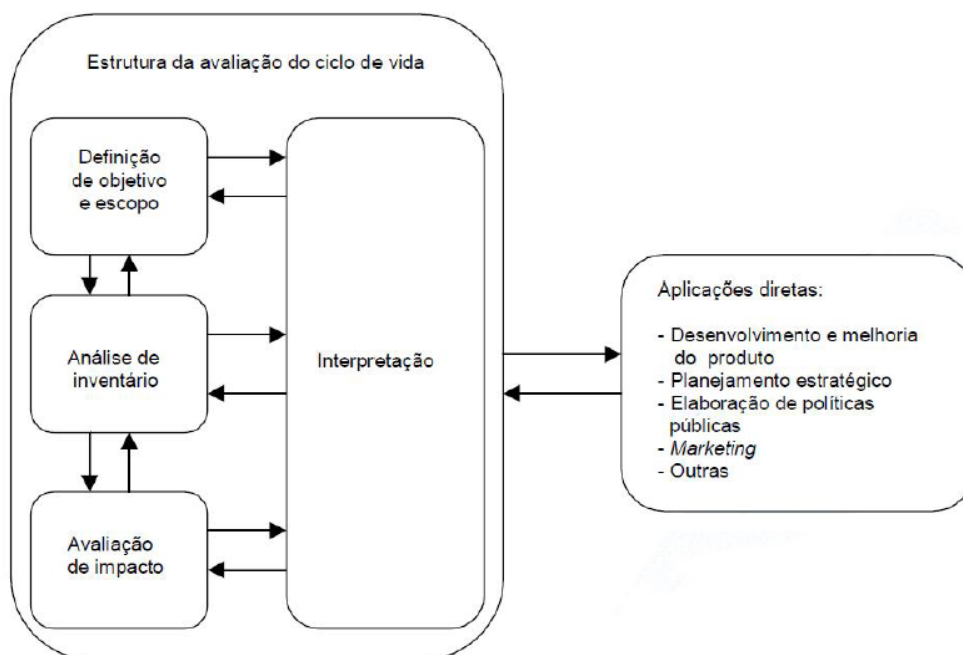 Estrutura da avaliação do ciclo de vida
Definição
de objetivo
e escopo
Análise de
inventário
Avaliação
de impacto
Interpretação
Aplicações diretas:
- Desenvolvimento e melhoria
do produto
- Planejamento estratégico
- Elaboração de políticas
públicas
- Marketing
- Outras